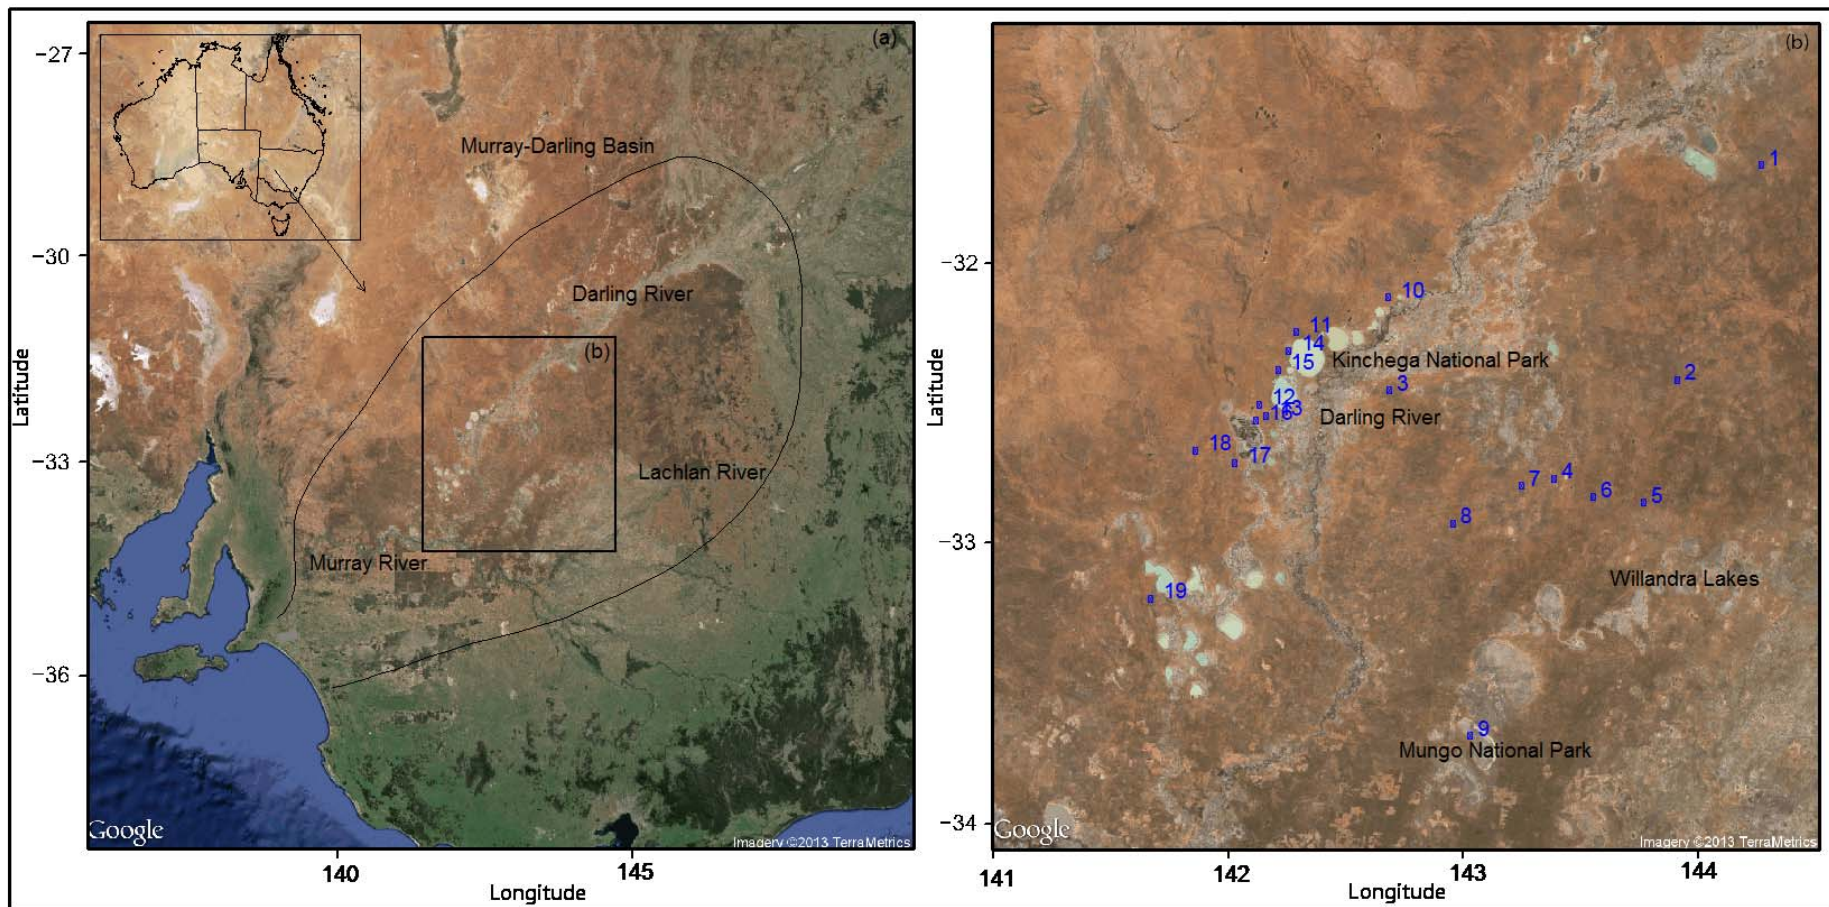 (a)
−27
Murray-Darling Basin
−30
Darling River
(b)
Latitude
−33
Lachlan River
Murray River
−36
Google
Imagery ©2013 TerraMetrics
140
145
Longitude
(b)
1
−32
10
11
14
Kinchega National Park
15
2
3
Latitude
12
13
16
Darling River
18
17
7
4
6
5
8
−33
Willandra Lakes
19
9
Mungo National Park
−34
Google
Imagery ©2013 TerraMetrics
141
142
143
144
Longitude